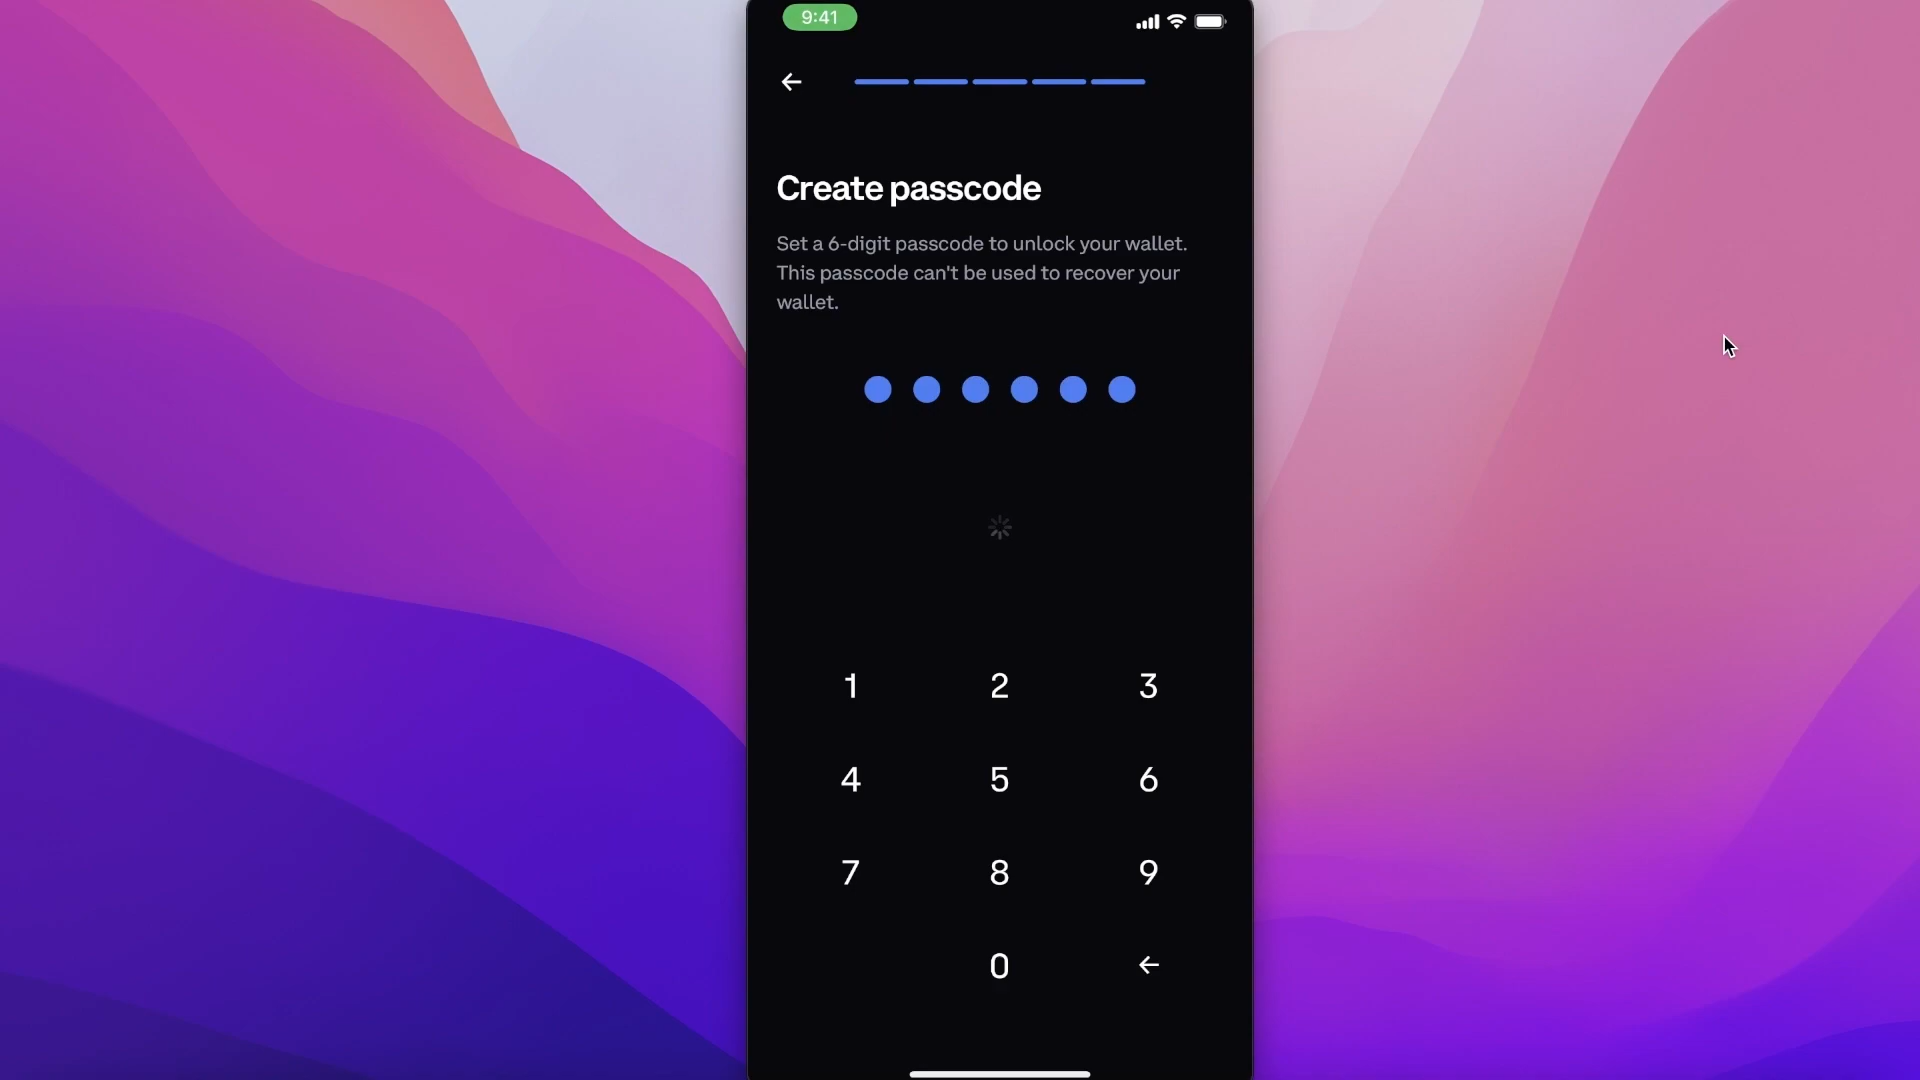 9:41
Create passcode
Set a 6-digit passcode to unlock your wallet.
This passcode can't be used to recover your
wallet.
1 2 3
4 5 6
7 8 9
0